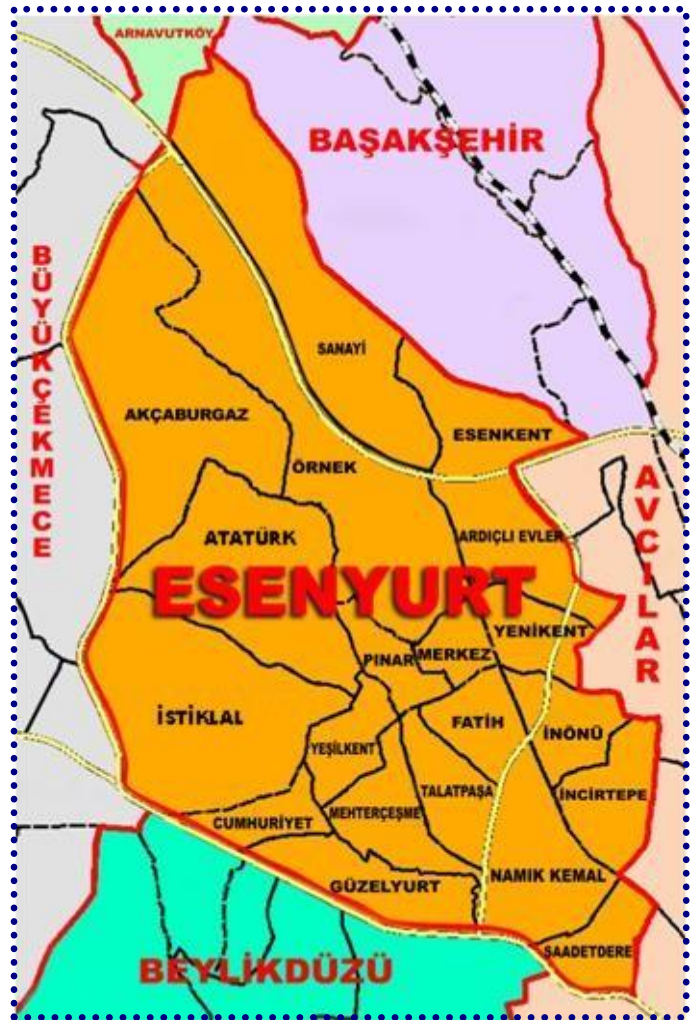 ARNAVUTKÖY
BAŞAKŞEHİR
BÜYÜKÇEKMECE
SANAYİ
AKÇABURGAZ
ESENKENT
ÖRNEK
AVCILAR
ATATÜRK
ARDIÇLI EVLER
ESENYURT
YENİKENT
PINAR
MERKEZ
İSTİKLAL
FATİH
İNÖNÜ
YEŞİLKENT
TALATPAŞA
İNCİRTEPE
CUMHURİYET
MEHTERÇEŞME
NAMIK KEMAL
GÜZELYURT
SAADETDERE
BEYLİKDÜZÜ